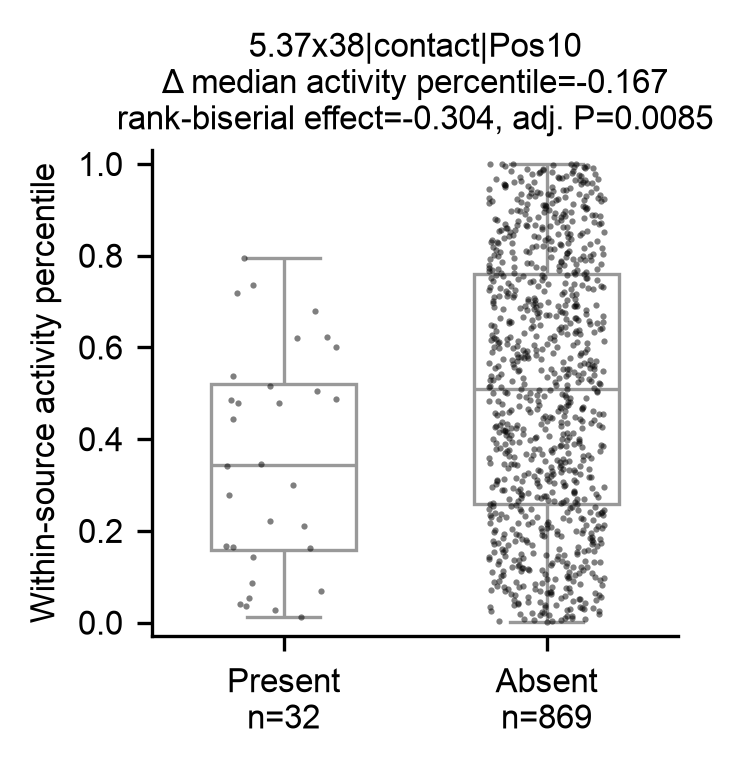 5.37x38|contact|Pos10
Δ median activity percentile=-0.167
rank-biserial effect=-0.304, adj. P=0.0085
Within-source activity percentile
1.0
0.8
0.6
0.4
0.2
0.0
Present
n=32
Absent
n=869